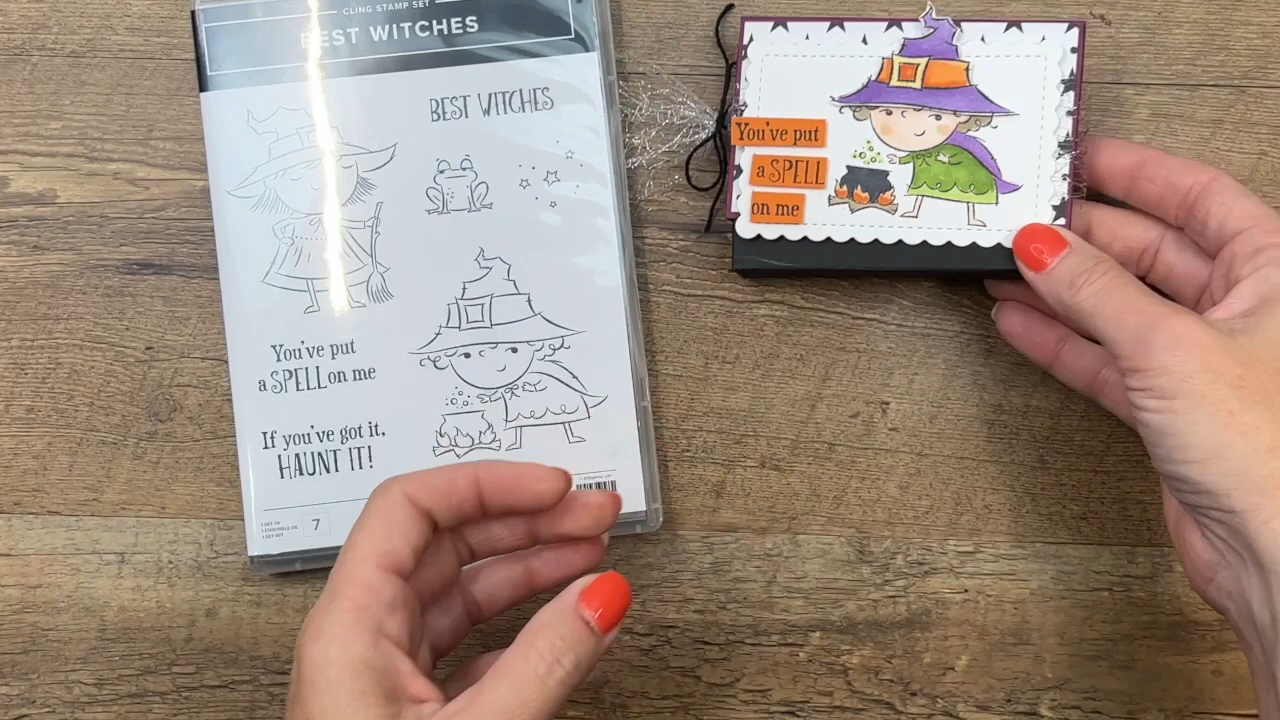 CLING STAMP SET
BEST WITCHES
BEST WITCHES
You've put
a SPELL on me
If you've got it,
HAUNT IT!
7
You've put
a SPELL
on me